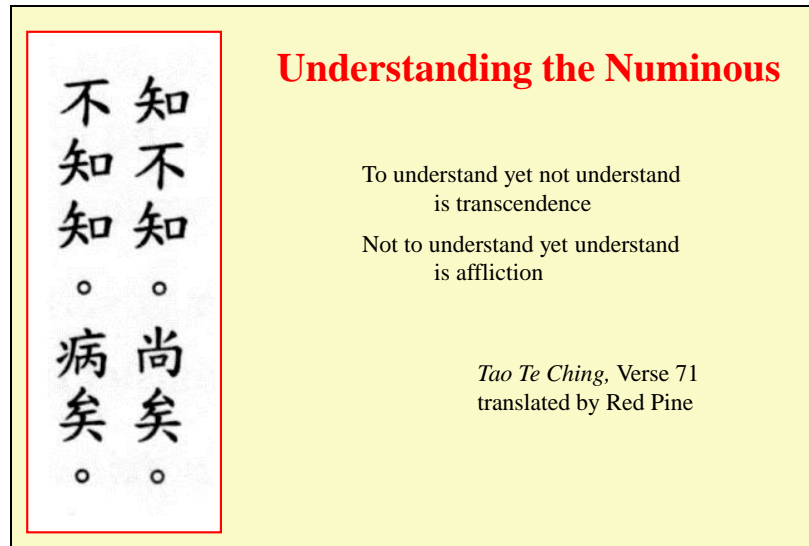 知不知。尚矣。
不知知。病矣。
Understanding the Numinous
To understand yet not understand
is transcendence
Not to understand yet understand
is affliction
Tao Te Ching, Verse 71
translated by Red Pine